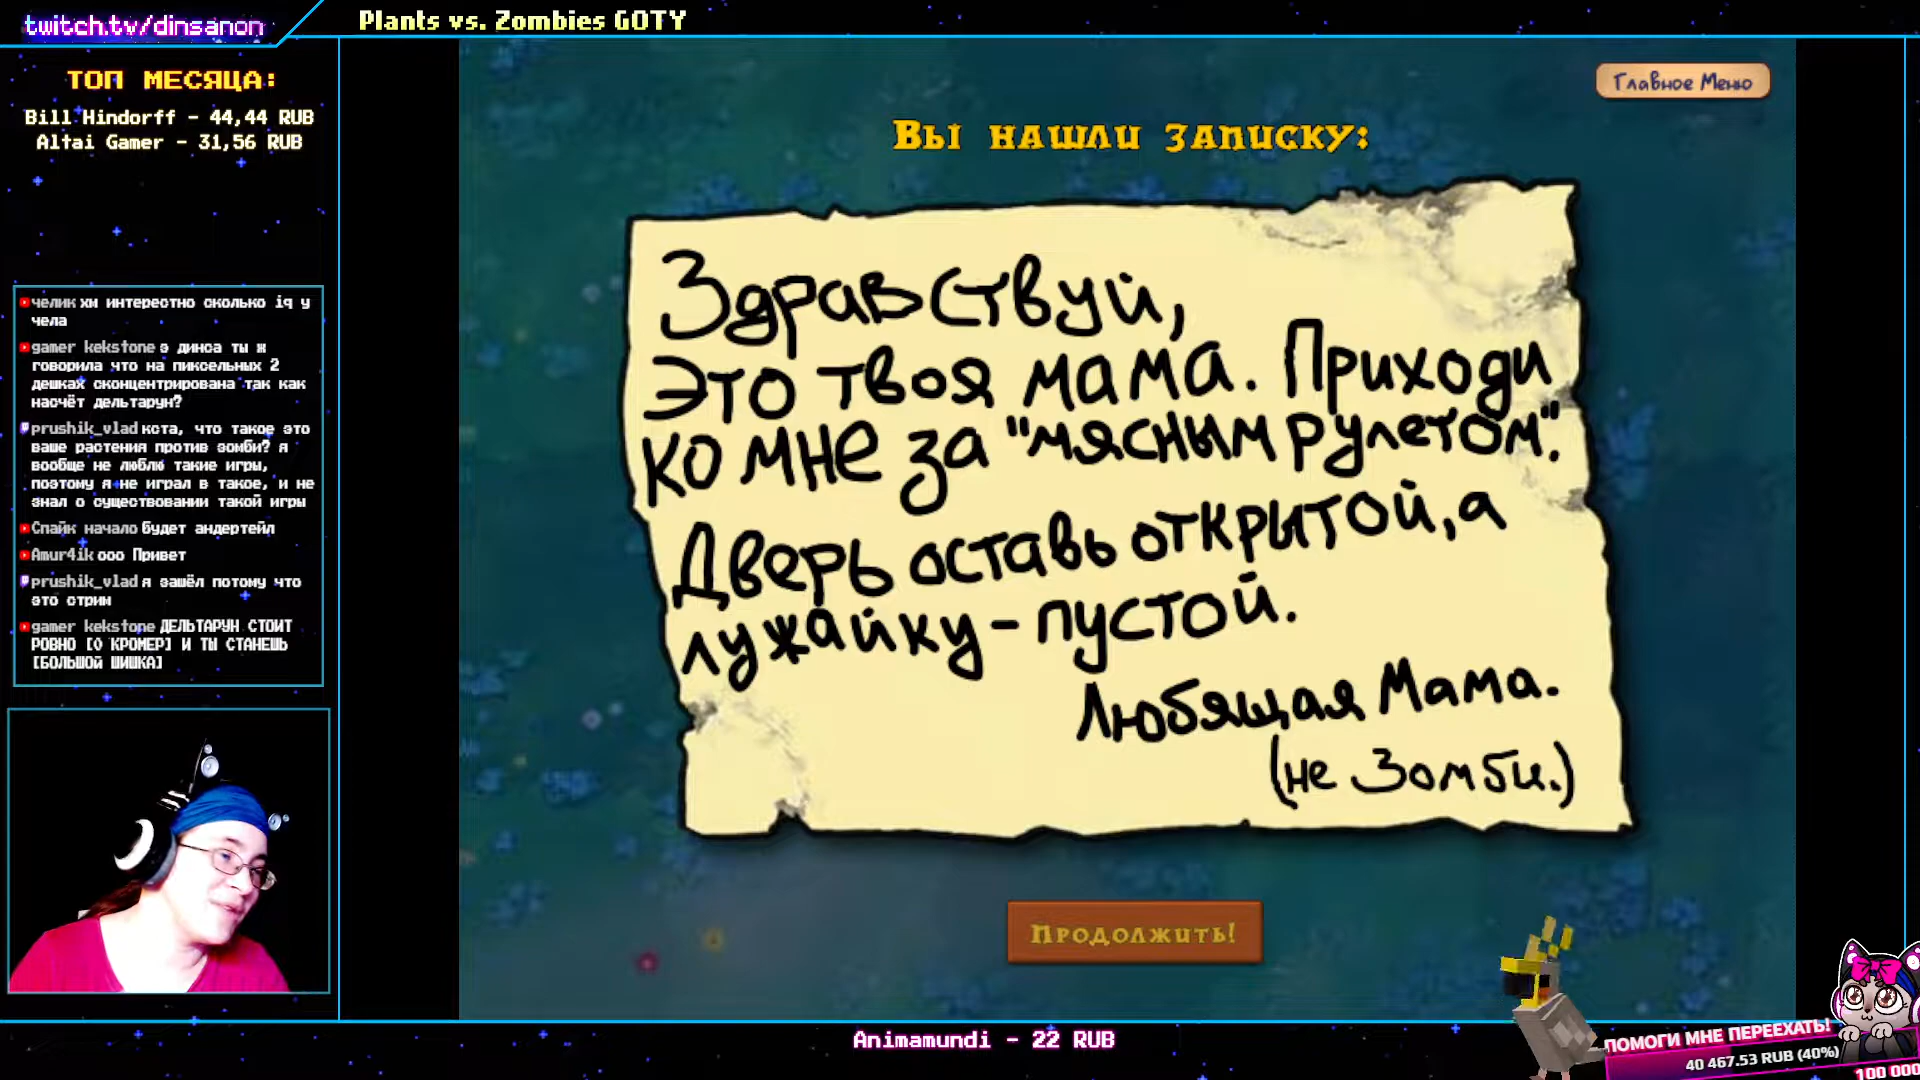 twitch.tv/dinsanon
Plants vs. Zombies GOTY
ТОП МЕСЯЦА:
Bill Hindorff - 44,44 RUB
Altai Gamer - 31,56 RUB
челик хм интерестно сколько iq у
чела
gamer kekstone э динса ты ж
говорила что на пиксельных 2
дешках сконцентрирована так как
насчёт дельтарун?
prushik_vlad кста, что такое это
ваше растения против зомби? я
вообще не люблю такие игры,
поэтому я не играл в такое, и не
знал о существовании такой игры
Спайк начало будет андертейл
Amur4ik ооо Привет
prushik_vlad я зашёл потому что
это стрим
gamer kekstone ДЕЛЬТАРУН СТОИТ
РОВНО [0 КРОМЕР] И ТЫ СТАНЕШЬ
[БОЛЬШОЙ ШИШКА]
Главное Меню
Вы нашли записку:
Здравствуй,
Это твоя мама. Приходи
ко мне за "мясным рулетом".
Дверь оставь открытой, а
лужайку - пустой.
Любящая Мама.
(не Зомби.)
Продолжить!
Animamundi - 22 RUB
ПОМОГИ МНЕ ПЕРЕЕХАТЬ!
40 467.53 RUB (40%)
100 000